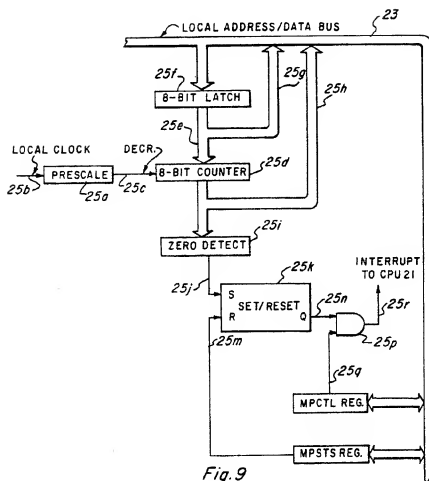 LOCAL ADDRESS/DATA BUS
23
25f
25g
25h
8-BIT LATCH
25e
LOCAL CLOCK
DECR.
25d
PRESCALE
8-BIT COUNTER
25b
25a
25c
25i
ZERO DETECT
INTERRUPT
TO CPU 21
25j
25k
25n
25r
S
SET/RESET
R
Q
25p
25m
25q
MPCTL REG.
MPSTS REG.
Fig. 9